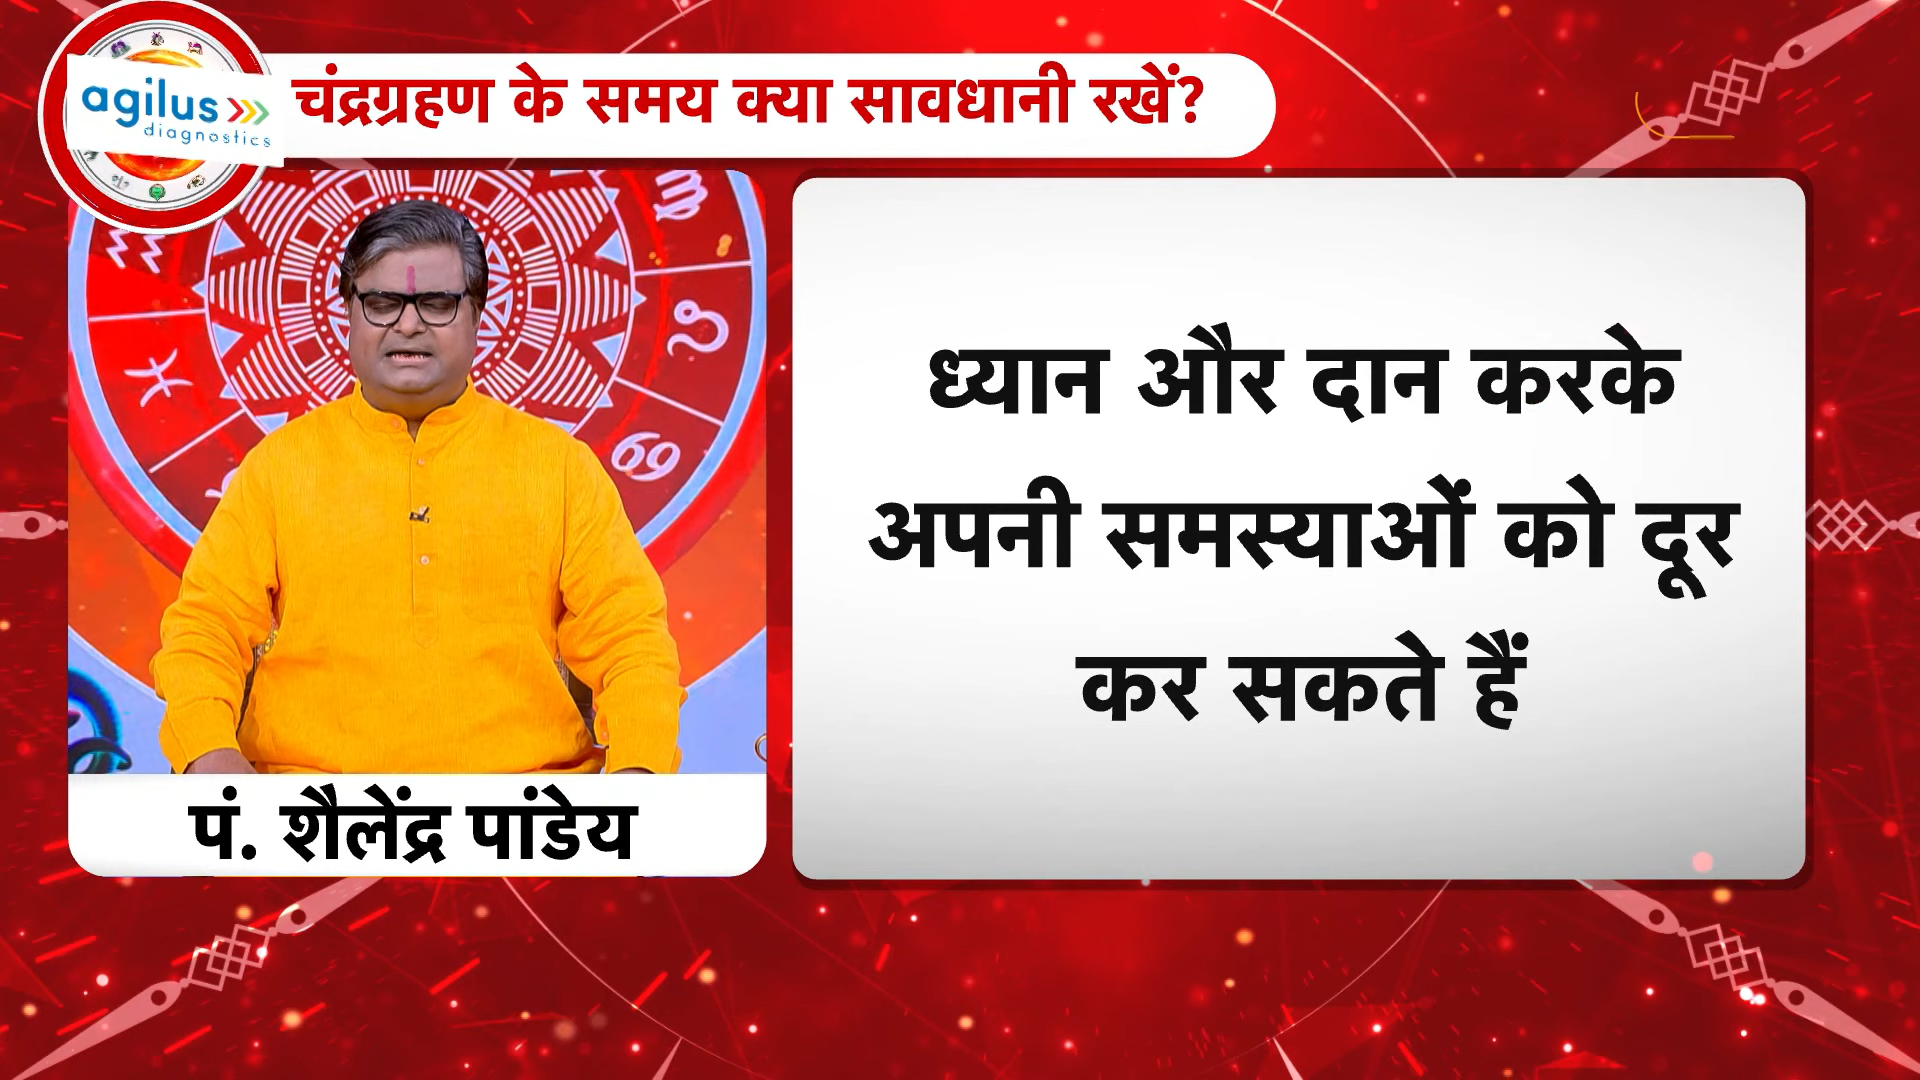 agilus
diagnostics
चंद्रग्रहण के समय क्या सावधानी रखें?
ध्यान और दान करके
अपनी समस्याओं को दूर
कर सकते हैं
पं. शैलेंद्र पांडेय